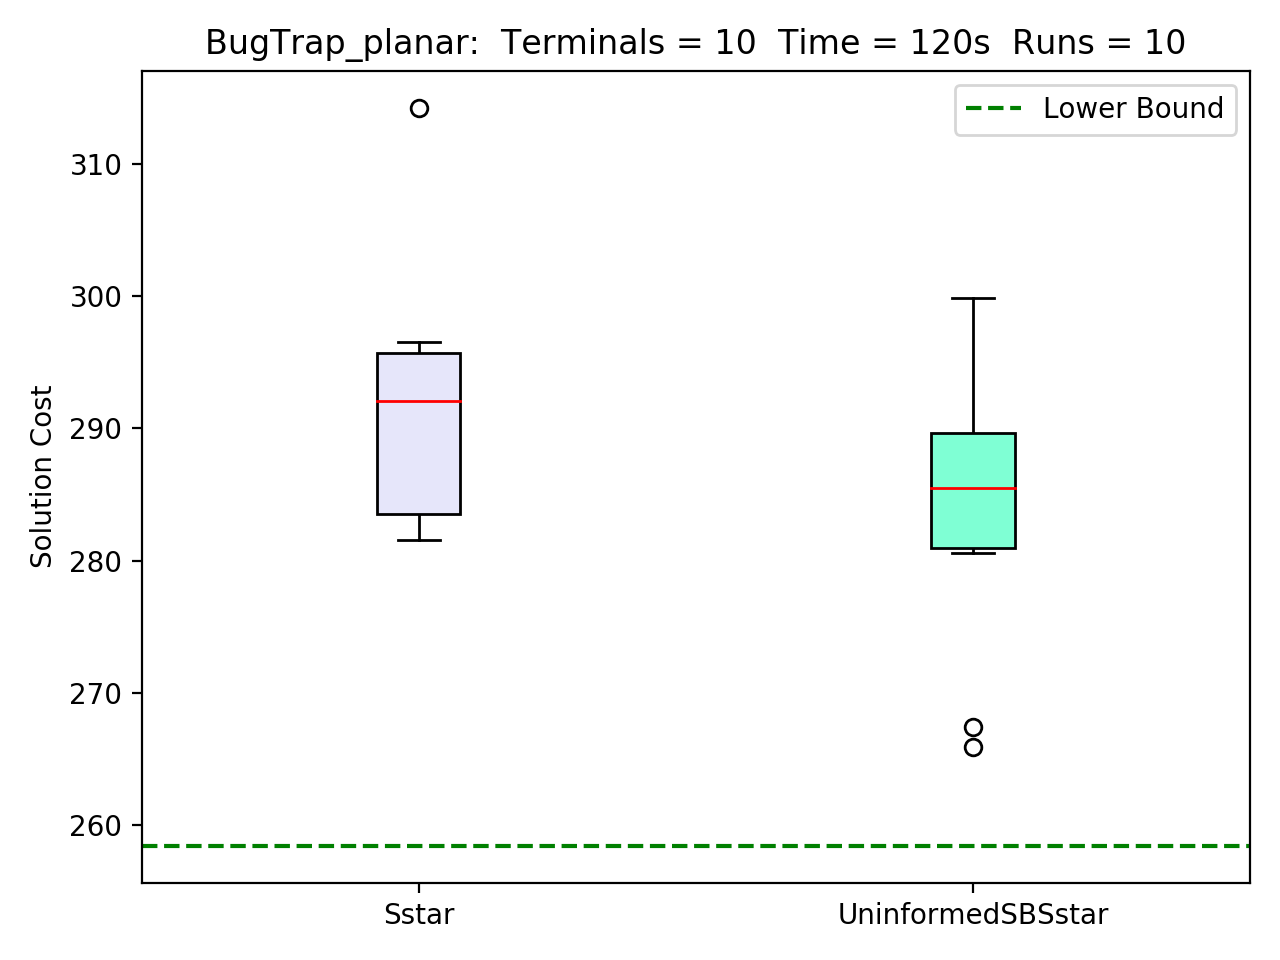 BugTrap_planar:  Terminals = 10  Time = 120s  Runs = 10
Lower Bound
310
300
290
280
270
260
Solution Cost
Sstar
UninformedSBSstar